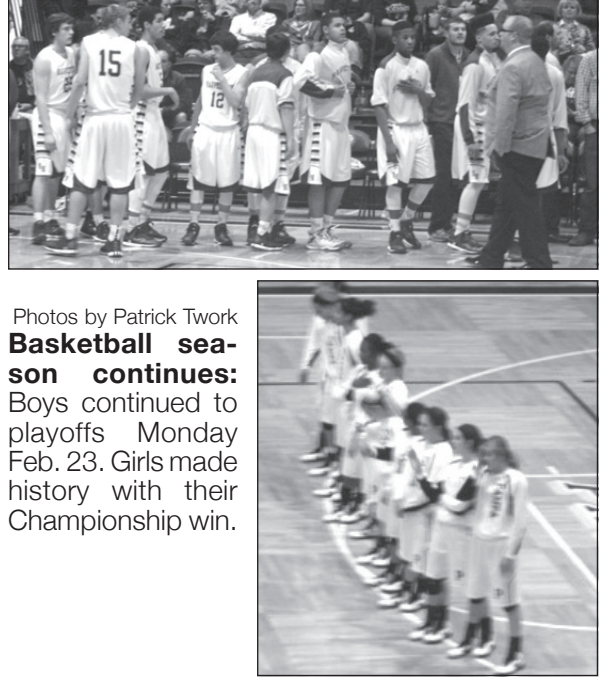 15
12
Photos by Patrick Twork
Basketball sea-
son continues:
Boys continued to
playoffs Monday
Feb. 23. Girls made
history with their
Championship win.